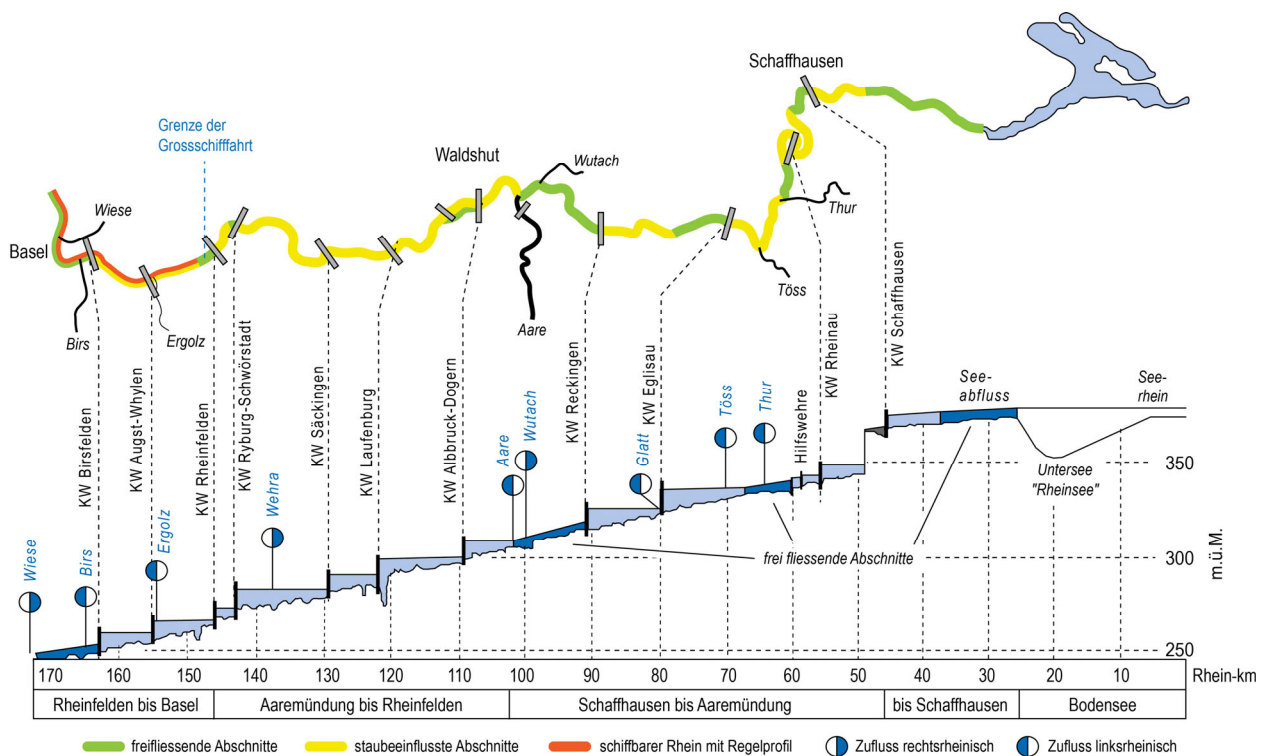 Schaffhausen
Grenze der
Grossschifffahrt
Waldshut
Wutach
Wiese
Basel
Thur
Töss
Birs
Ergolz
Aare
KW Birsfelden
KW Augst-Whylen
KW Rheinfelden
KW Ryburg-Schwörstadt
KW Säckingen
KW Laufenburg
KW Albbruck-Dogern
KW Reckingen
KW Eglisau
KW Rheinau
KW Schaffhausen
Hilfswehre
Wiese
Birs
Ergolz
Wehra
Aare
Wutach
Glatt
Töss
Thur
See-
abfluss
See-
rhein
Untersee
"Rheinsee"
frei fliessende Abschnitte
350
300
250
m.ü.M.
170 160 150 140 130 120 110 100 90 80 70 60 50 40 30 20 10 0 Rhein-km
Rheinfelden bis Basel Aaremündung bis Rheinfelden Schaffhausen bis Aaremündung bis Schaffhausen Bodensee
freifliessende Abschnitte staubeeinflusste Abschnitte schiffbarer Rhein mit Regelprofil Zufluss rechtsrheinisch Zufluss linksrheinisch